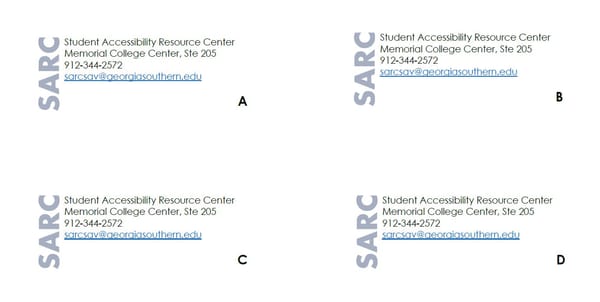 SARC
Student Accessibility Resource Center
Memorial College Center, Ste 205
912-344-2572
sarcsav@georgiasouthern.edu
A
SARC
Student Accessibility Resource Center
Memorial College Center, Ste 205
912-344-2572
sarcsav@georgiasouthern.edu
B
SARC
Student Accessibility Resource Center
Memorial College Center, Ste 205
912-344-2572
sarcsav@georgiasouthern.edu
C
SARC
Student Accessibility Resource Center
Memorial College Center, Ste 205
912-344-2572
sarcsav@georgiasouthern.edu
D